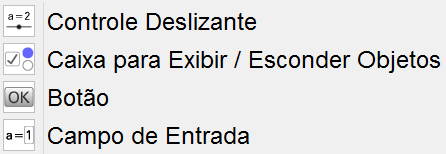 a=2 Controle Deslizante
Caixa para Exibir / Esconder Objetos
OK Botão
a=1 Campo de Entrada